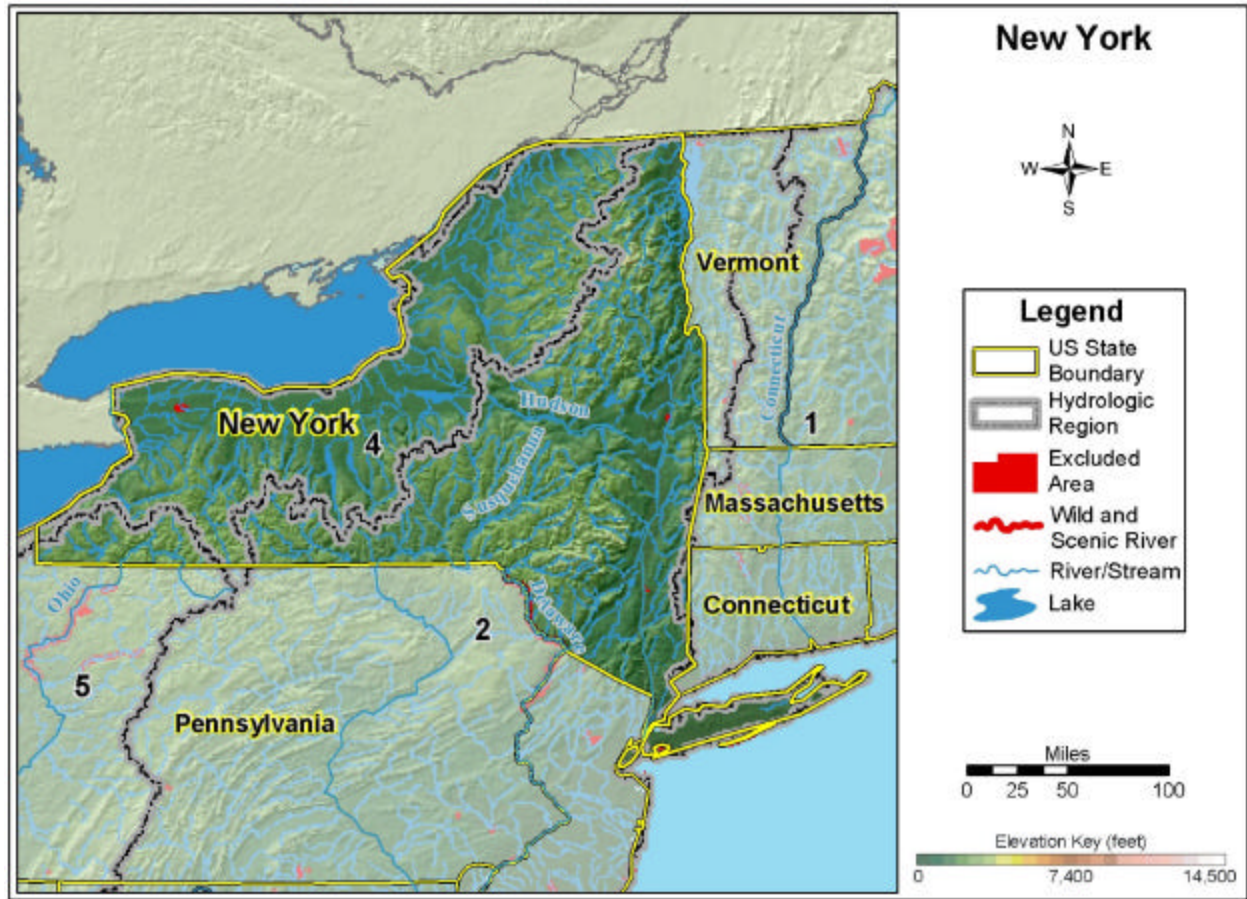 New York
N
W E
S
Vermont
Connecticut
1
Hudson
New York
4
Susquehanna
Massachusetts
Connecticut
Ohio
Delaware
2
5
Pennsylvania
Legend
US State
Boundary
Hydrologic
Region
Excluded
Area
Wild and
Scenic River
River/Stream
Lake
Miles
0 25 50 100
Elevation Key (feet)
0 7,400 14,500